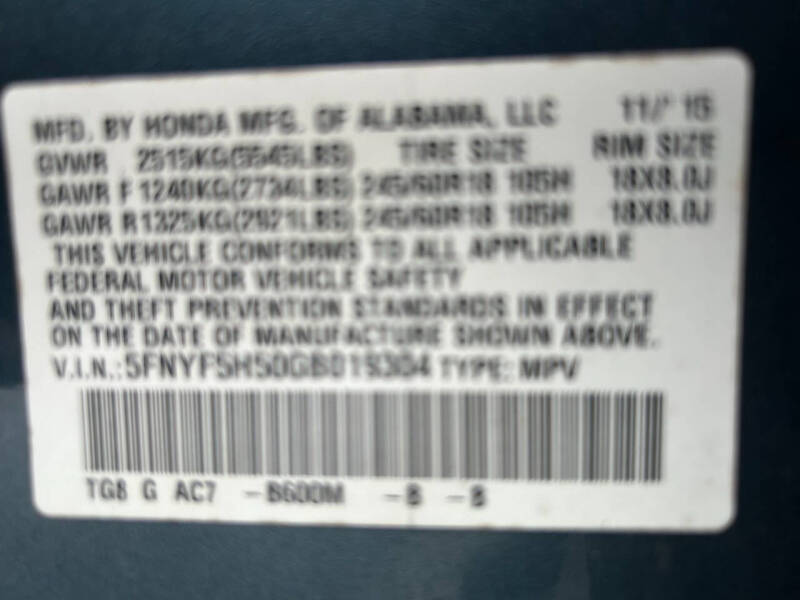 MFD. BY HONDA MFG. OF ALABAMA, LLC 11/'15
GVWR 2515KG(5545LBS) TIRE SIZE RIM SIZE
GAWR F 1240KG(2734LBS) 245/60R18 105H 18X8.0J
GAWR R 1325KG(2921LBS) 245/60R18 105H 18X8.0J
THIS VEHICLE CONFORMS TO ALL APPLICABLE
FEDERAL MOTOR VEHICLE SAFETY
AND THEFT PREVENTION STANDARDS IN EFFECT
ON THE DATE OF MANUFACTURE SHOWN ABOVE.
V.I.N.: 5FNYF5H50GB019304 TYPE: MPV
TG8 G AC7 -B600M -B -B